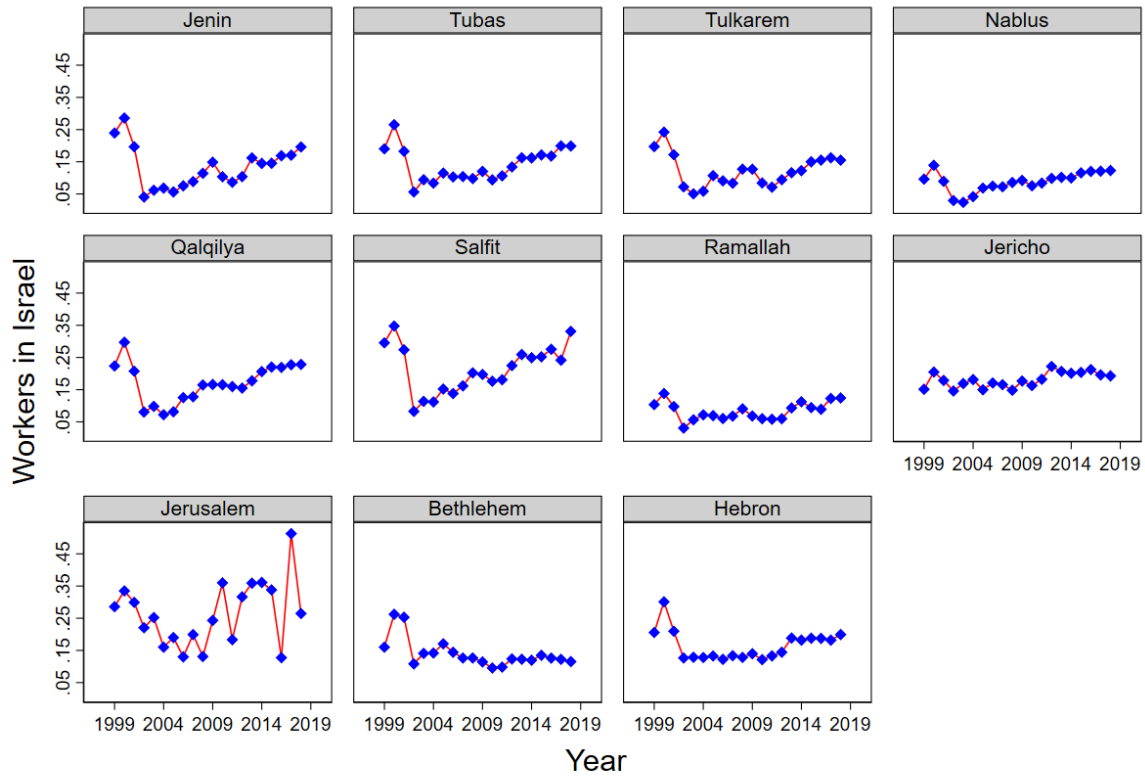 Jenin Tubas Tulkarem Nablus
.05 .15 .25 .35 .45
Qalqilya Salfit Ramallah Jericho
.05 .15 .25 .35 .45
1999 2004 2009 2014 2019
Jerusalem Bethlehem Hebron
.05 .15 .25 .35 .45
1999 2004 2009 2014 2019 1999 2004 2009 2014 2019 1999 2004 2009 2014 2019
Workers in Israel
Year